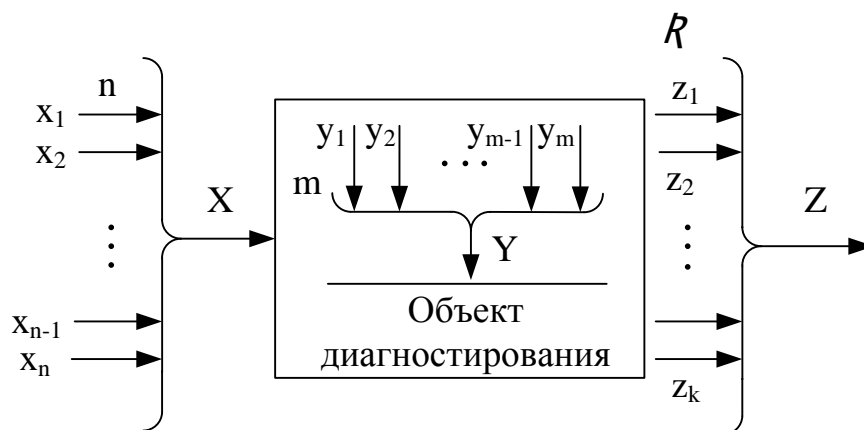 n
x₁
x₂
⋮
xₙ₋₁
xₙ
X
y₁ y₂ ... yₘ₋₁ yₘ
m
Y
Объект
диагностирования
z₁
z₂
⋮
zₖ
Z